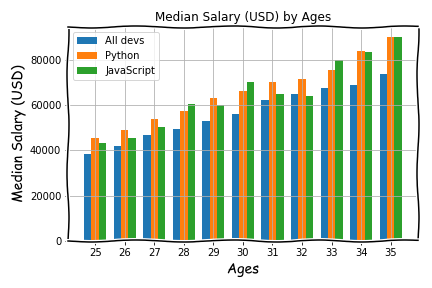 Median Salary (USD) by Ages
All devs
Python
JavaScript
Median Salary (USD)
80000
60000
40000
20000
0
25 26 27 28 29 30 31 32 33 34 35
Ages